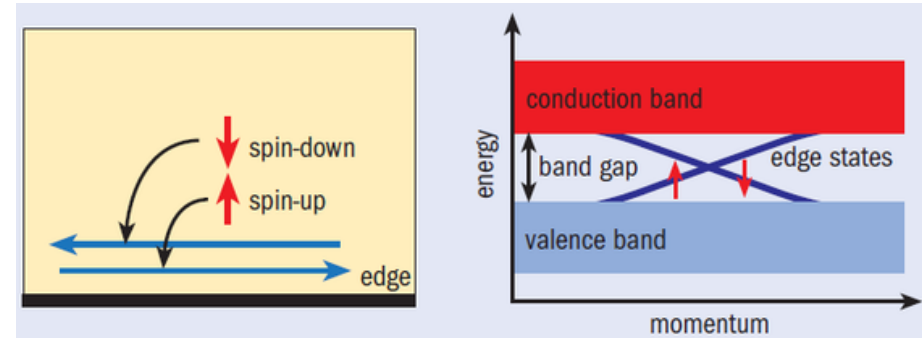 spin-down
spin-up
edge
conduction band
band gap
edge states
valence band
energy
momentum